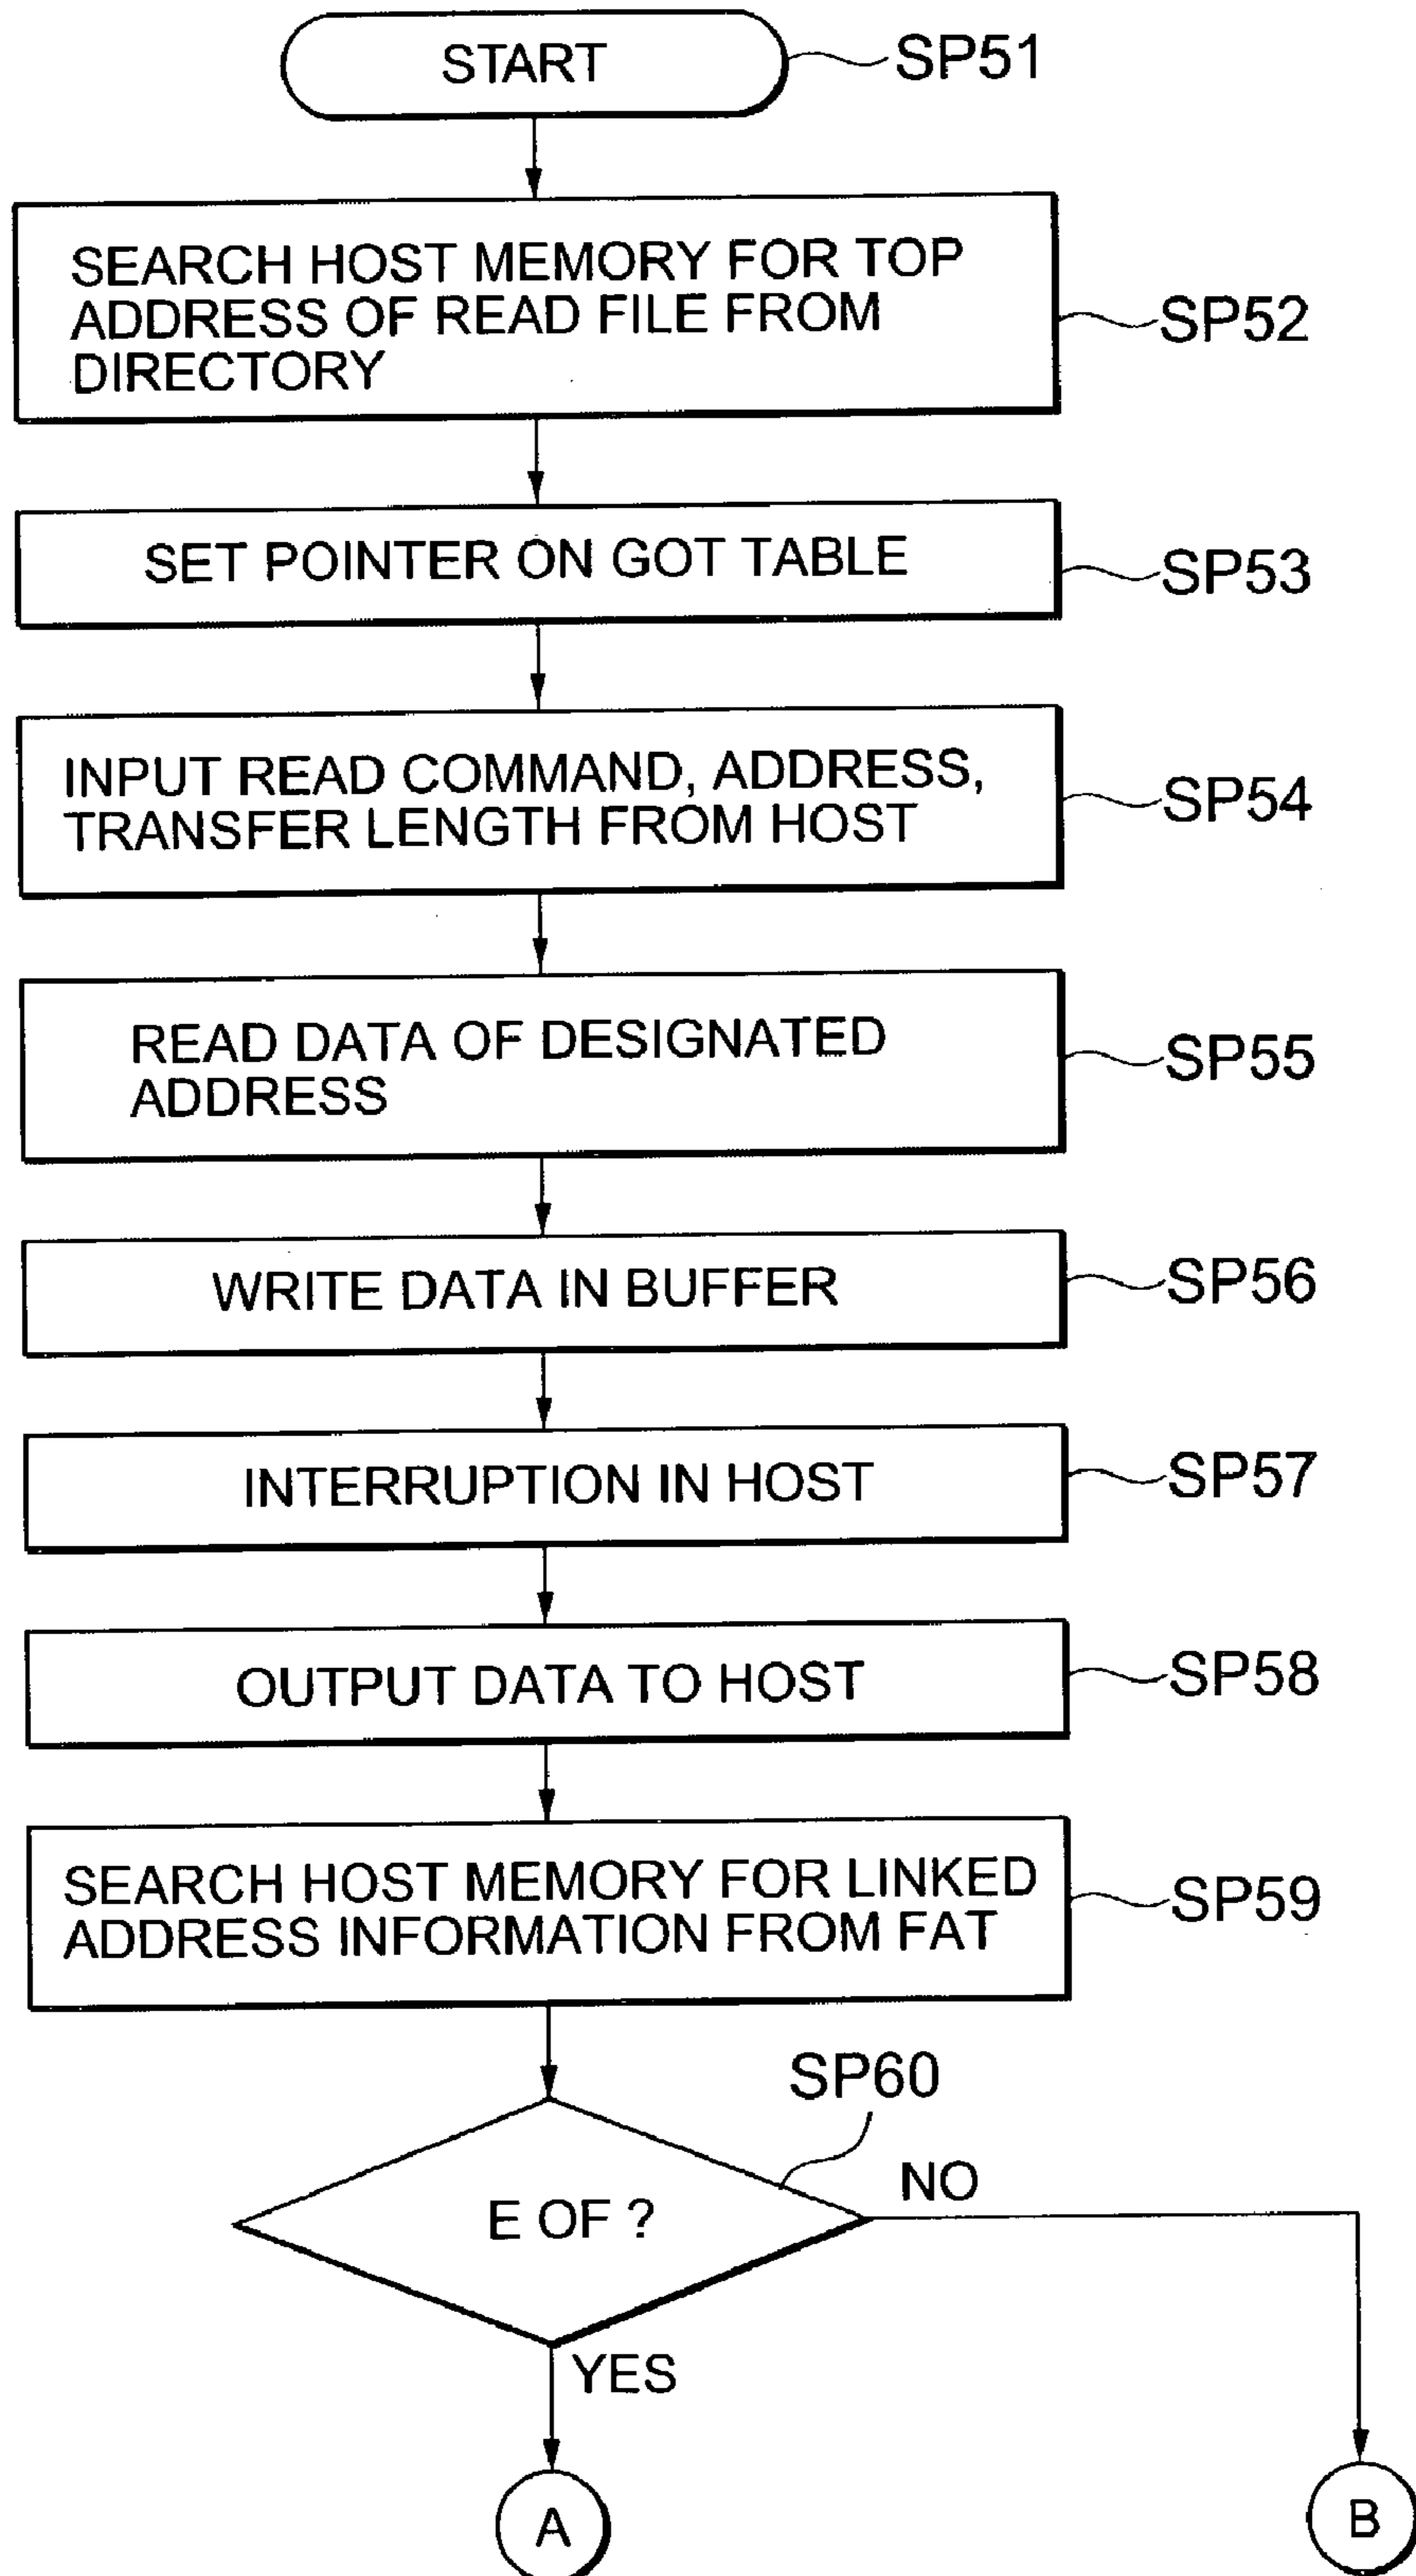 START
SP51
SEARCH HOST MEMORY FOR TOP
ADDRESS OF READ FILE FROM
DIRECTORY
SP52
SET POINTER ON GOT TABLE
SP53
INPUT READ COMMAND, ADDRESS,
TRANSFER LENGTH FROM HOST
SP54
READ DATA OF DESIGNATED
ADDRESS
SP55
WRITE DATA IN BUFFER
SP56
INTERRUPTION IN HOST
SP57
OUTPUT DATA TO HOST
SP58
SEARCH HOST MEMORY FOR LINKED
ADDRESS INFORMATION FROM FAT
SP59
SP60
E OF ?
NO
YES
A
B